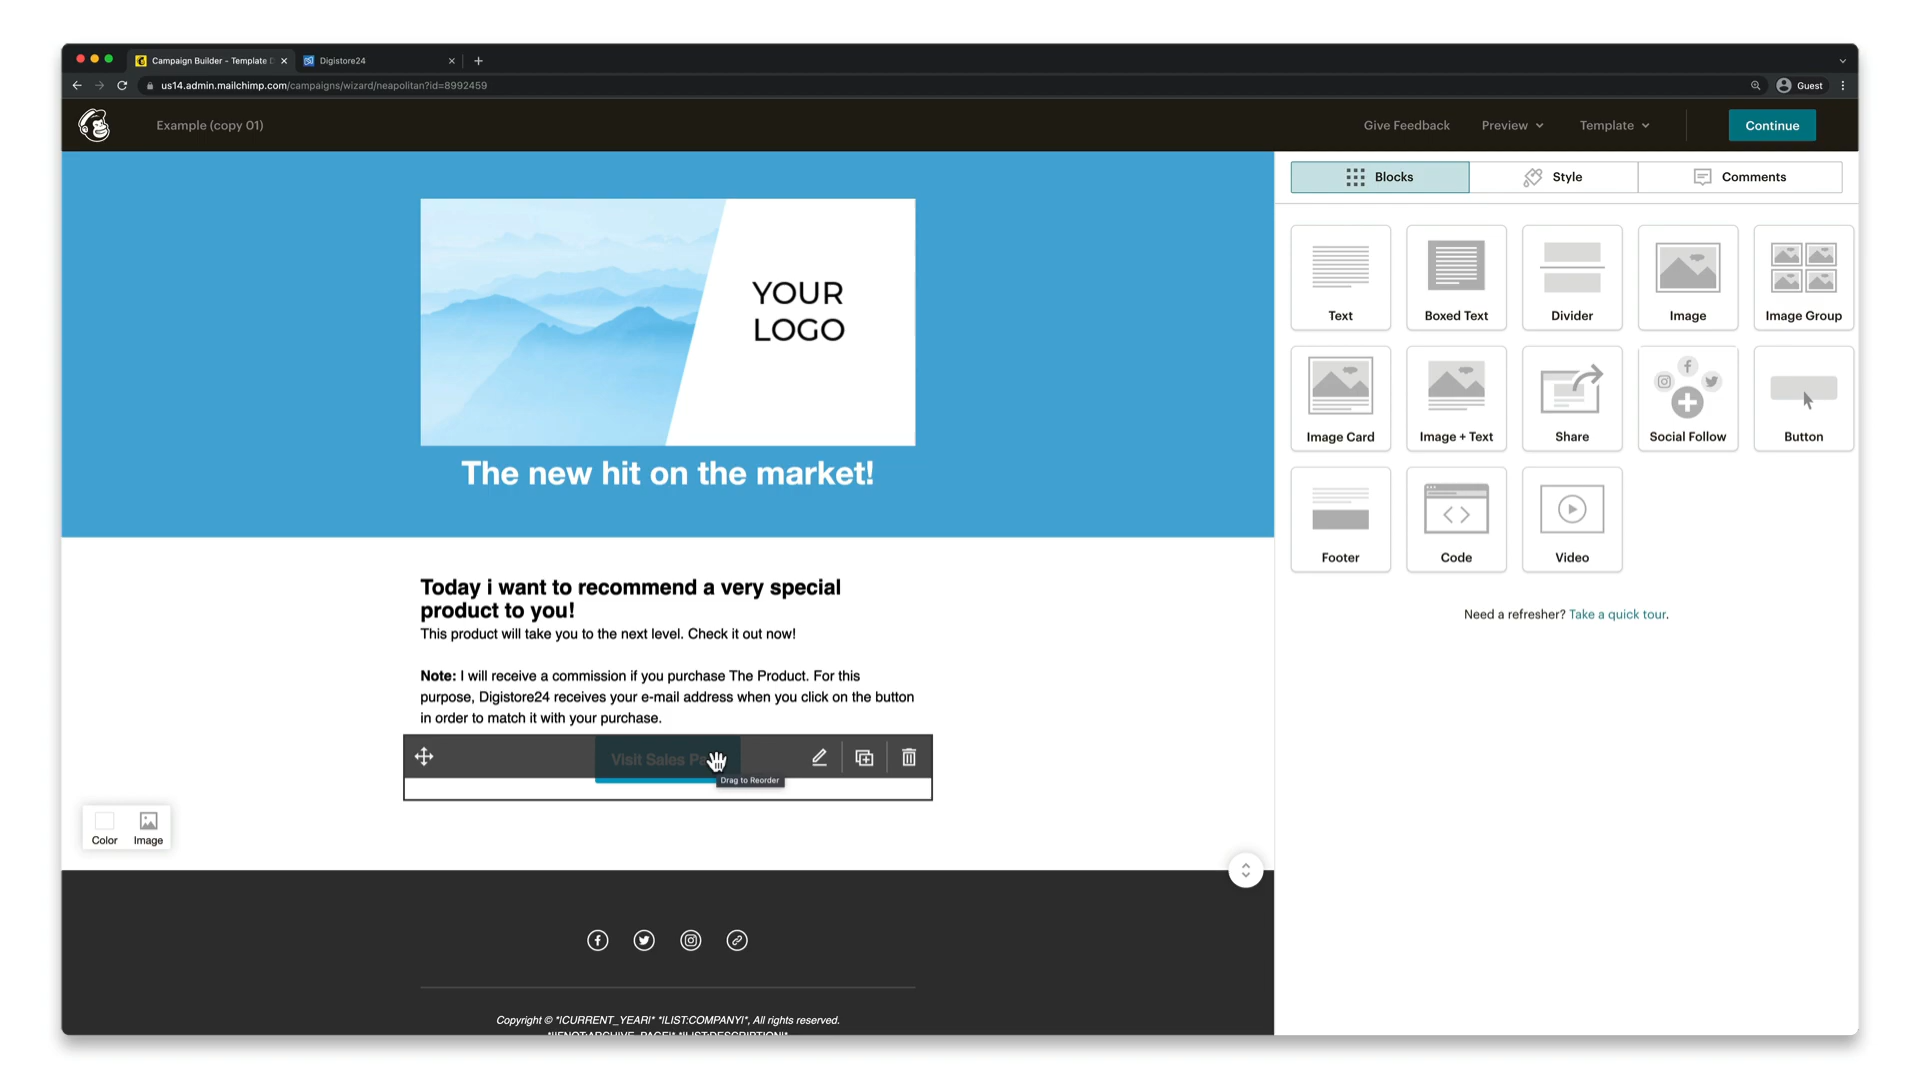 Campaign Builder - Template D
Digistore24
us14.admin.mailchimp.com/campaigns/wizard/neapolitan?id=8992459
Guest
Example (copy 01)
Give Feedback
Preview
Template
Continue
YOUR
LOGO
The new hit on the market!
Today i want to recommend a very special
product to you!
This product will take you to the next level. Check it out now!
Note: I will receive a commission if you purchase The Product. For this
purpose, Digistore24 receives your e-mail address when you click on the button
in order to match it with your purchase.
Visit Sales
Drag to Reorder
Color
Image
Copyright © *|CURRENT_YEAR|* *|LIST:COMPANY|*, All rights reserved.
*|IFNOT:ARCHIVE_PAGE|* *|LIST:DESCRIPTION|*
Blocks
Style
Comments
Text
Boxed Text
Divider
Image
Image Group
Image Card
Image + Text
Share
Social Follow
Button
Footer
Code
Video
Need a refresher? Take a quick tour.